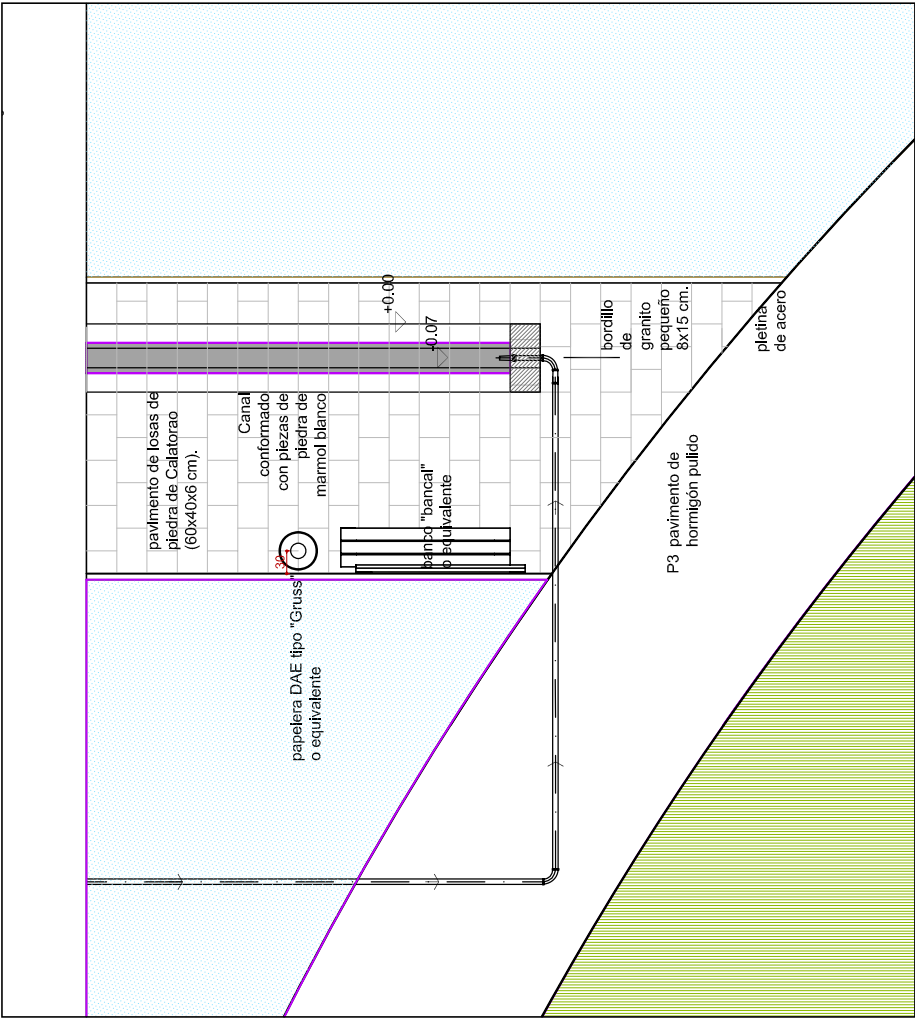 pavimento de losas de
piedra de Calatorao
(60x40x6 cm).
Canal
conformado
con piezas de
piedra de
marmol blanco
+0.00
-0.07
bordillo
de
granito
pequeño
8x15 cm.
pletina
de acero
banco "bancal"
o equivalente
30
papelera DAE tipo "Gruss"
o equivalente
P3 pavimento de
hormigón pulido